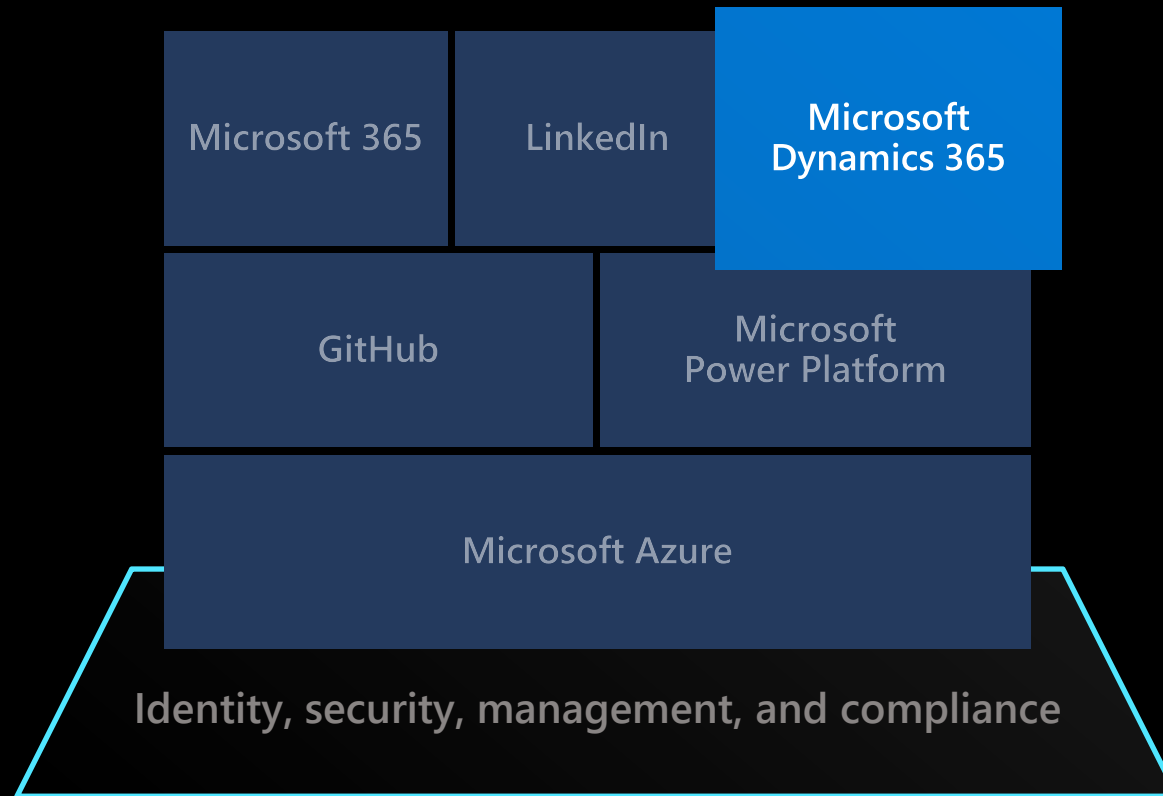 Microsoft 365
LinkedIn
Microsoft
Dynamics 365
GitHub
Microsoft
Power Platform
Microsoft Azure
Identity, security, management, and compliance